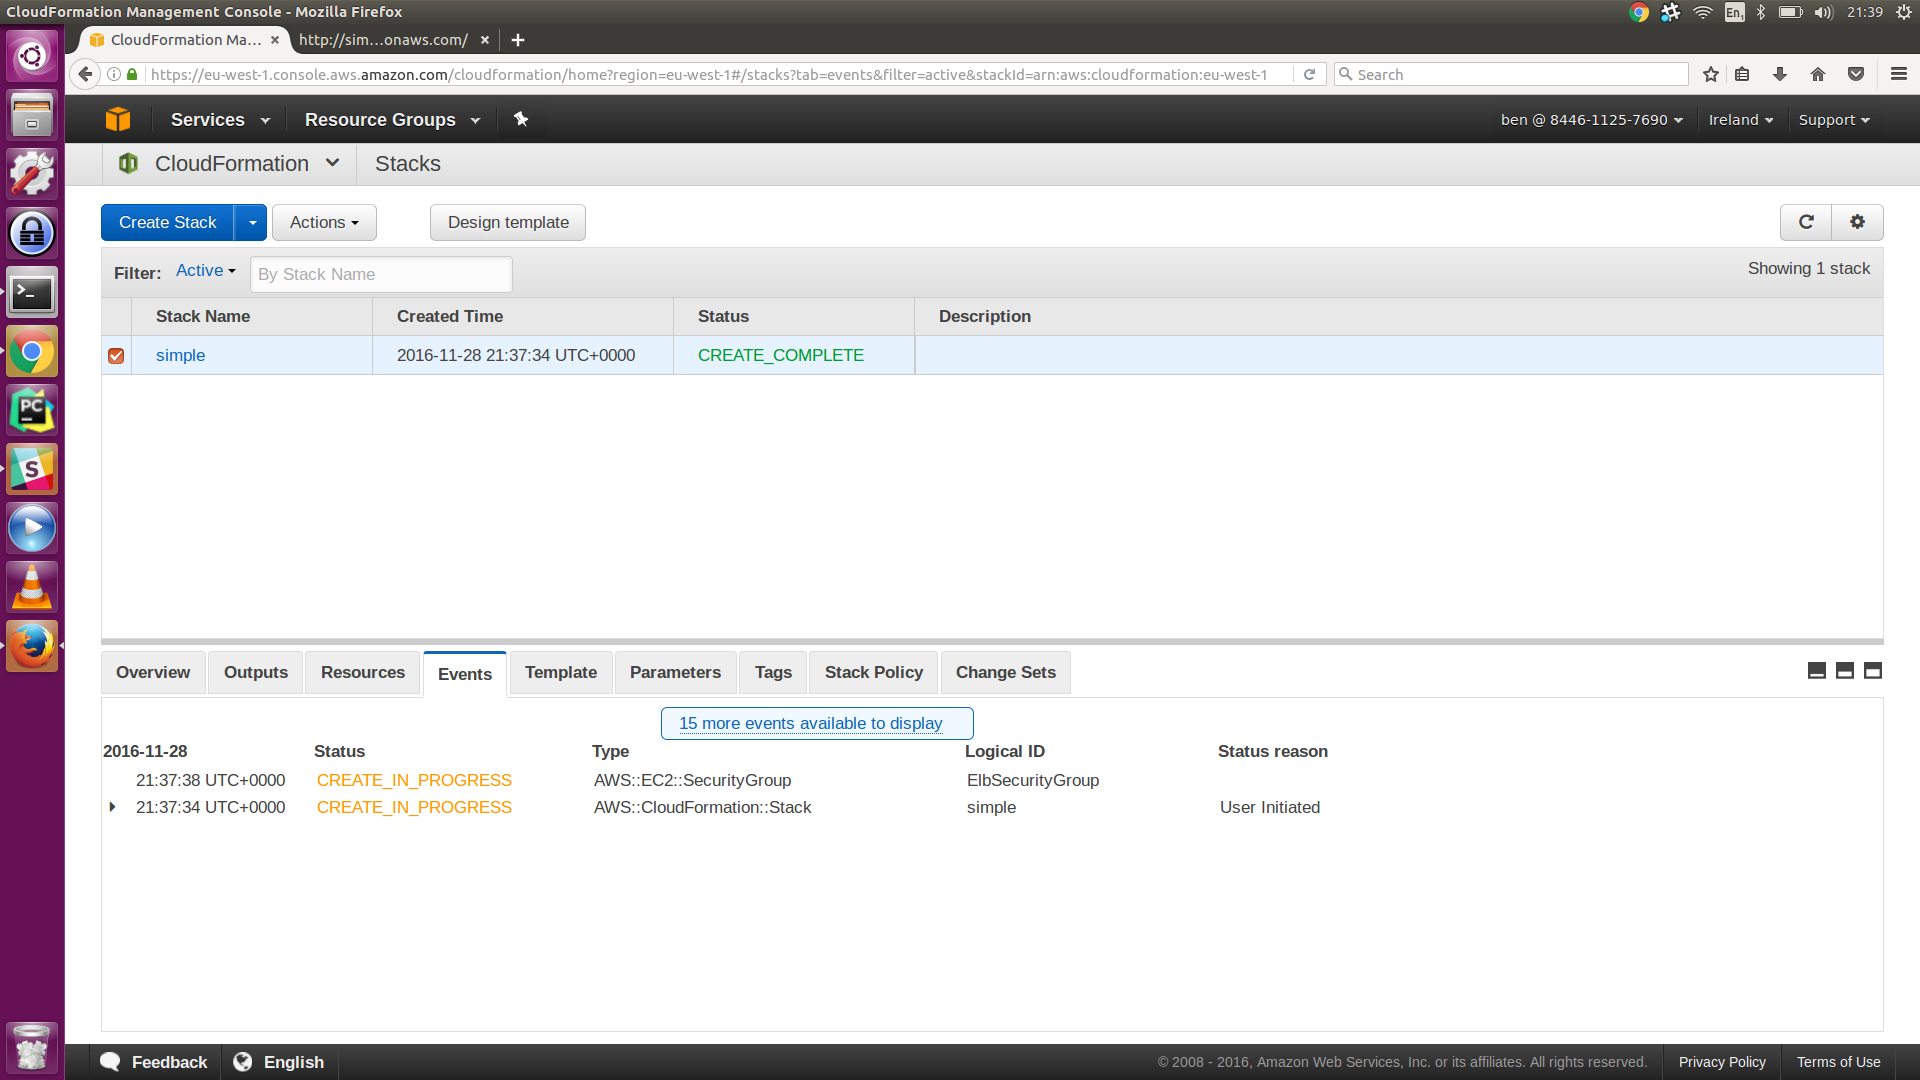 CloudFormation Management Console - Mozilla Firefox
En1
21:39
CloudFormation Ma...
http://sim...onaws.com/
https://eu-west-1.console.aws.amazon.com/cloudformation/home?region=eu-west-1#/stacks?tab=events&filter=active&stackId=arn:aws:cloudformation:eu-west-1
Search
Services
Resource Groups
ben @ 8446-1125-7690
Ireland
Support
CloudFormation
Stacks
Create Stack
Actions
Design template
Filter: Active
By Stack Name
Showing 1 stack
Stack Name Created Time Status Description
simple 2016-11-28 21:37:34 UTC+0000 CREATE_COMPLETE
PC
S
Overview Outputs Resources Events Template Parameters Tags Stack Policy Change Sets
15 more events available to display
2016-11-28 Status Type Logical ID Status reason
21:37:38 UTC+0000 CREATE_IN_PROGRESS AWS::EC2::SecurityGroup ElbSecurityGroup
21:37:34 UTC+0000 CREATE_IN_PROGRESS AWS::CloudFormation::Stack simple User Initiated
Feedback
English
© 2008 - 2016, Amazon Web Services, Inc. or its affiliates. All rights reserved.
Privacy Policy
Terms of Use